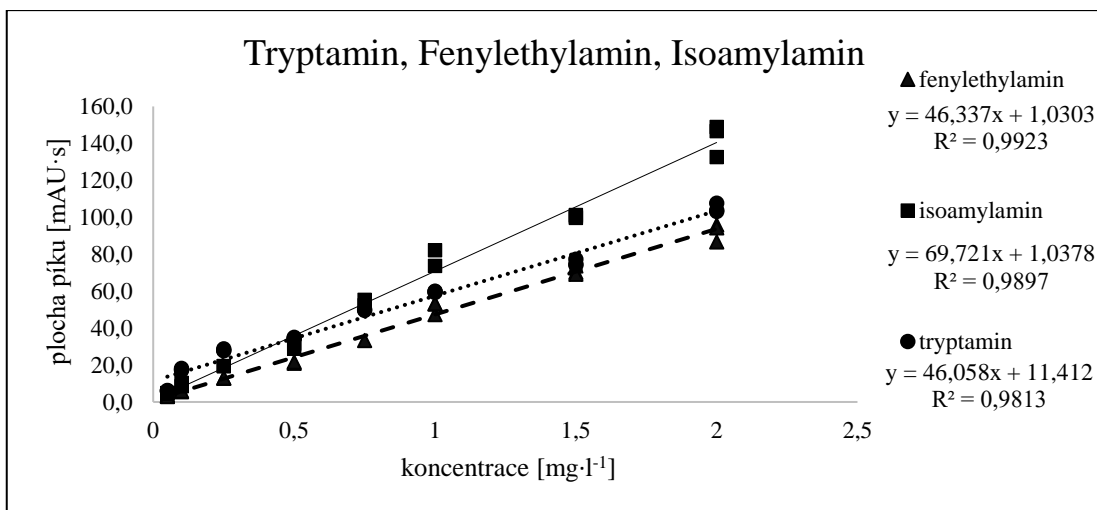 Tryptamin, Fenylethylamin, Isoamylamin
plocha píku [mAU·s]
160,0
140,0
120,0
100,0
80,0
60,0
40,0
20,0
0,0
0
0,5
1
1,5
2
2,5
koncentrace [mg·l⁻¹]
fenylethylamin
y = 46,337x + 1,0303
R² = 0,9923
isoamylamin
y = 69,721x + 1,0378
R² = 0,9897
tryptamin
y = 46,058x + 11,412
R² = 0,9813